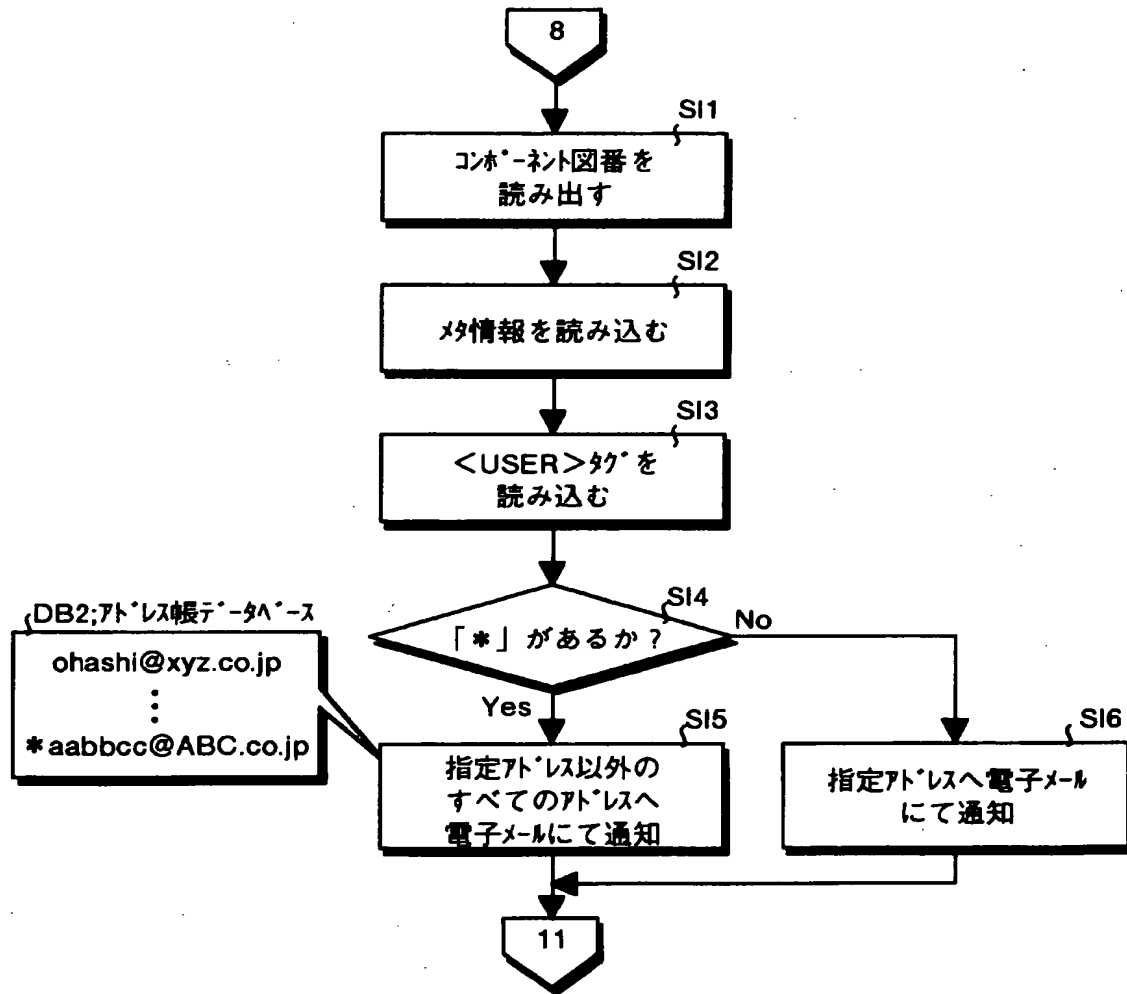 8
SI1
コンポーネント図番を
読み出す
SI2
メタ情報を読み込む
SI3
＜USER＞タグを
読み込む
SI4
「＊」があるか？
No
Yes
DB2;アドレス帳データベース
ohashi@xyz.co.jp
⋮
＊aabbcc@ABC.co.jp
SI5
指定アドレス以外の
すべてのアドレスへ
電子メールにて通知
SI6
指定アドレスへ電子メール
にて通知
11